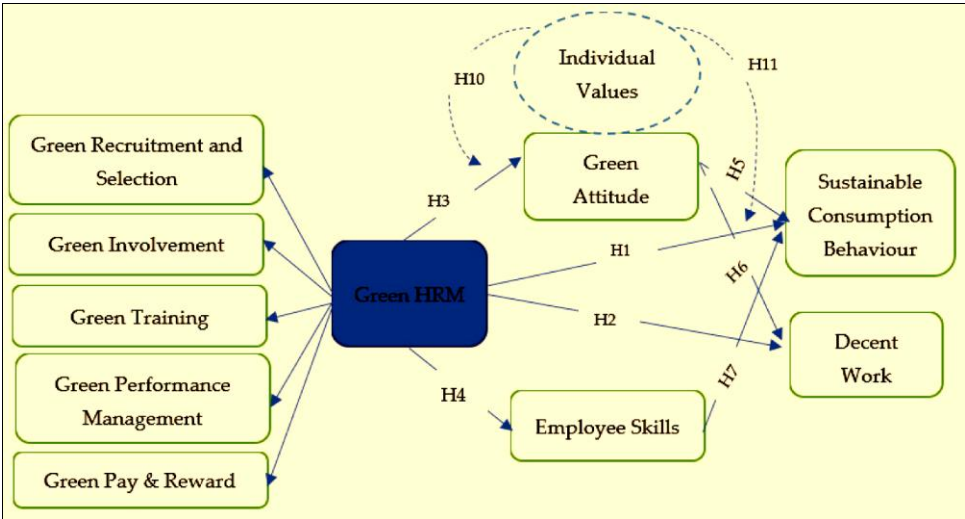 Individual
Values
H10
H11
Green Recruitment and
Selection
Green
Attitude
H5
Sustainable
Consumption
Behaviour
H3
Green Involvement
H1
Green HRM
H6
Green Training
H2
Decent
Work
Green Performance
Management
H4
H7
Employee Skills
Green Pay & Reward